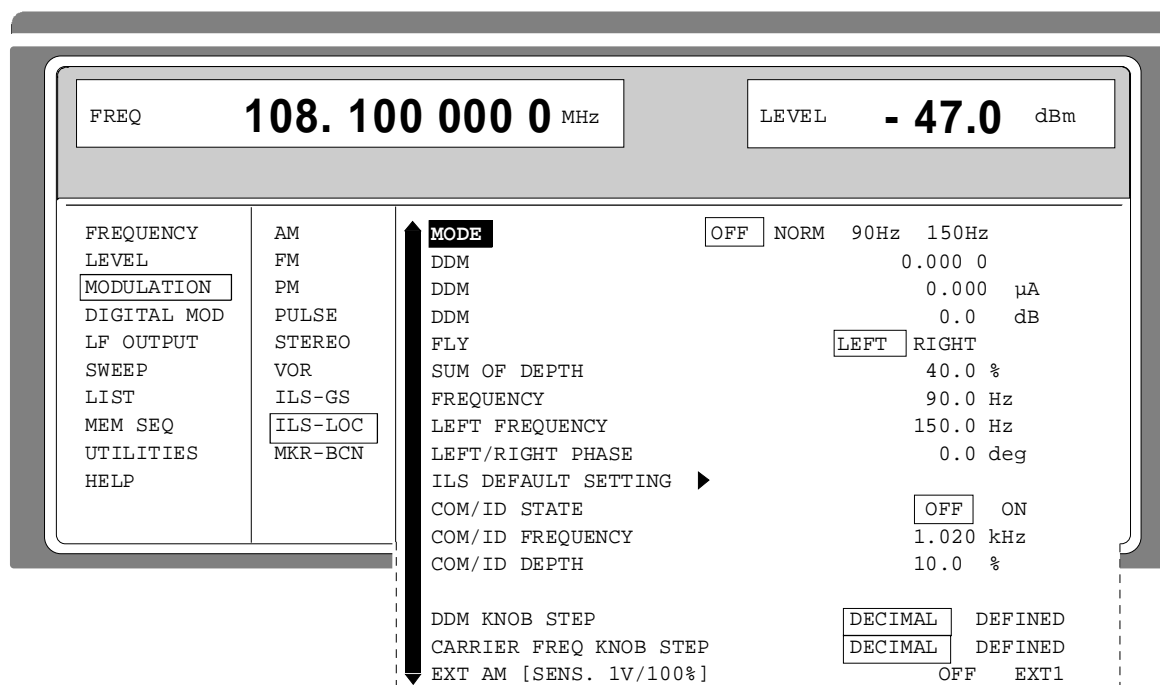 FREQ 108. 100 000 0 MHz LEVEL - 47.0 dBm
FREQUENCY
LEVEL
MODULATION
DIGITAL MOD
LF OUTPUT
SWEEP
LIST
MEM SEQ
UTILITIES
HELP
AM
FM
PM
PULSE
STEREO
VOR
ILS-GS
ILS-LOC
MKR-BCN
MODE OFF NORM 90Hz 150Hz
DDM 0.000 0
DDM 0.000 µA
DDM 0.0 dB
FLY LEFT RIGHT
SUM OF DEPTH 40.0 %
FREQUENCY 90.0 Hz
LEFT FREQUENCY 150.0 Hz
LEFT/RIGHT PHASE 0.0 deg
ILS DEFAULT SETTING
COM/ID STATE OFF ON
COM/ID FREQUENCY 1.020 kHz
COM/ID DEPTH 10.0 %
DDM KNOB STEP DECIMAL DEFINED
CARRIER FREQ KNOB STEP DECIMAL DEFINED
EXT AM [SENS. 1V/100%] OFF EXT1